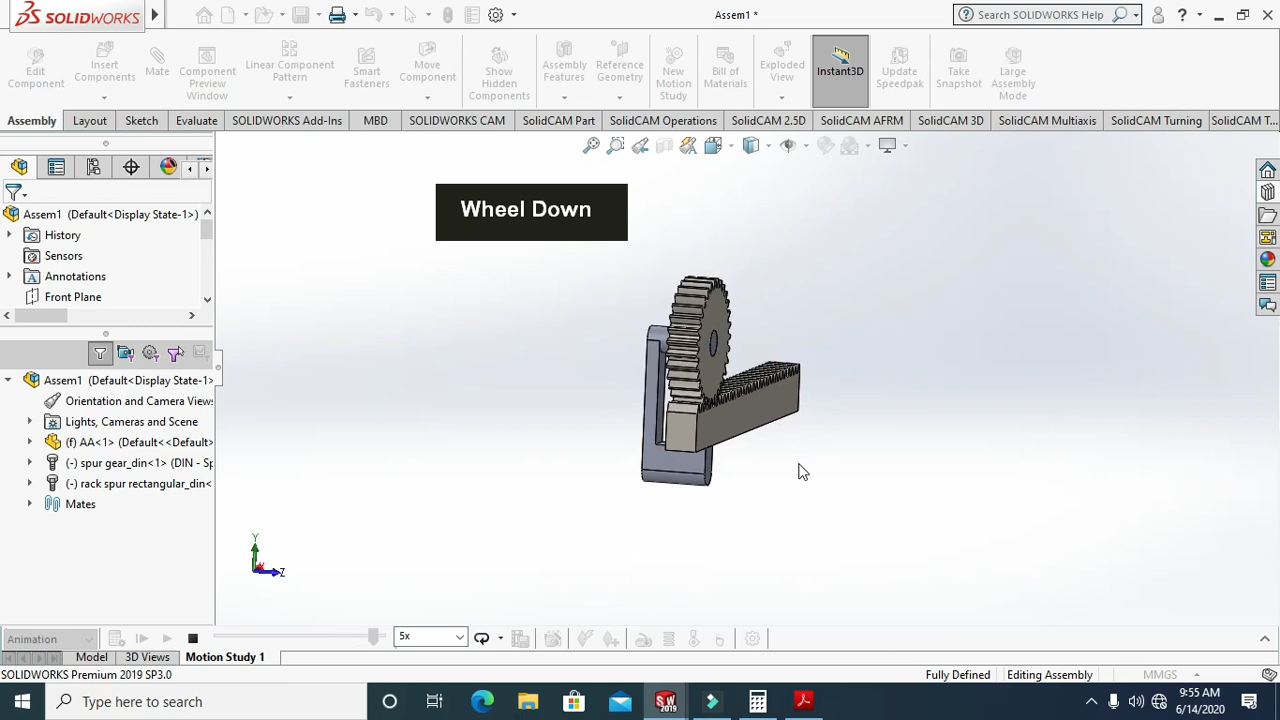 SOLIDWORKS
Assem1 *
Search SOLIDWORKS Help
?
Edit Component
Insert Components
Mate
Component Preview Window
Linear Component Pattern
Smart Fasteners
Move Component
Show Hidden Components
Assembly Features
Reference Geometry
New Motion Study
Bill of Materials
Exploded View
Instant3D
Update Speedpak
Take Snapshot
Large Assembly Mode
Assembly
Layout
Sketch
Evaluate
SOLIDWORKS Add-Ins
MBD
SOLIDWORKS CAM
SolidCAM Part
SolidCAM Operations
SolidCAM 2.5D
SolidCAM AFRM
SolidCAM 3D
SolidCAM Multiaxis
SolidCAM Turning
SolidCAM T...
Wheel Down
Assem1 (Default<Display State-1>)
History
Sensors
Annotations
Front Plane
Assem1 (Default<Display State-1>
Orientation and Camera Views
Lights, Cameras and Scene
(f) AA<1> (Default<<Default
(-) spur gear_din<1> (DIN - Sp
(-) rack spur rectangular_din<
Mates
Y
Z
Animation
5x
Model
3D Views
Motion Study 1
SOLIDWORKS Premium 2019 SP3.0
Fully Defined
Editing Assembly
MMGS
Type here to search
SW
2019
9:55 AM
6/14/2020